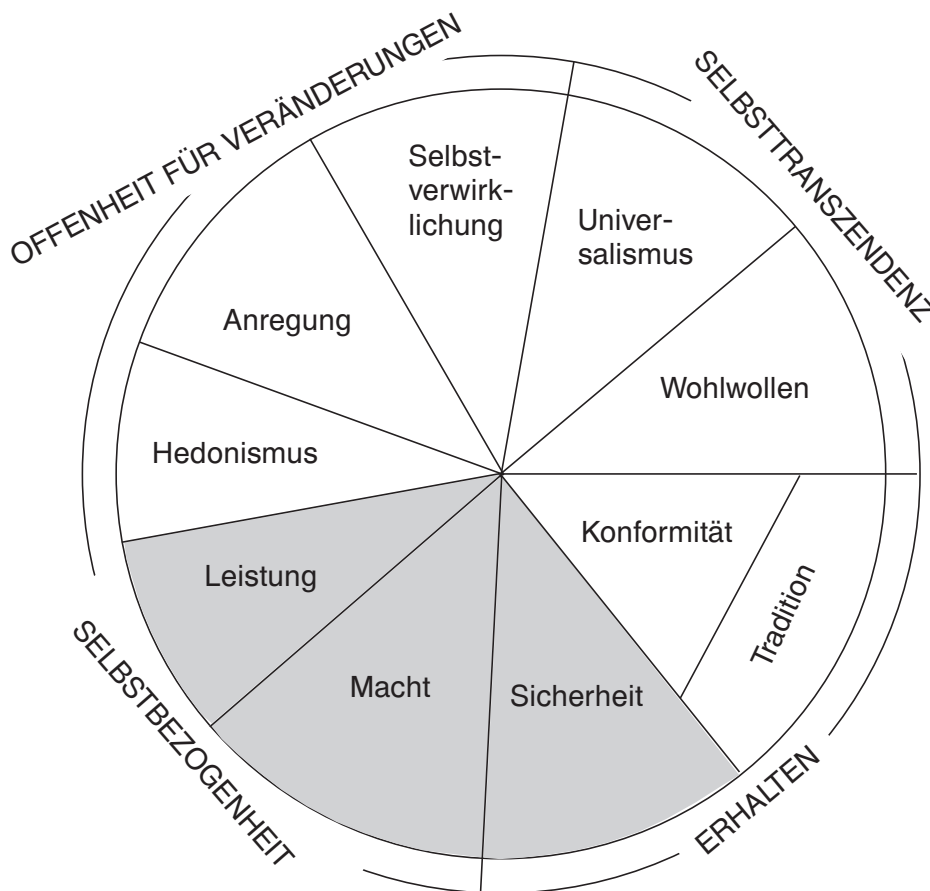 OFFENHEIT FÜR VERÄNDERUNGEN
SELBSTTRANSZENDENZ
Selbst-
verwirk-
lichung
Univer-
salismus
Anregung
Wohlwollen
Hedonismus
Konformität
Leistung
Tradition
Macht
Sicherheit
SELBSTBEZOGENHEIT
ERHALTEN